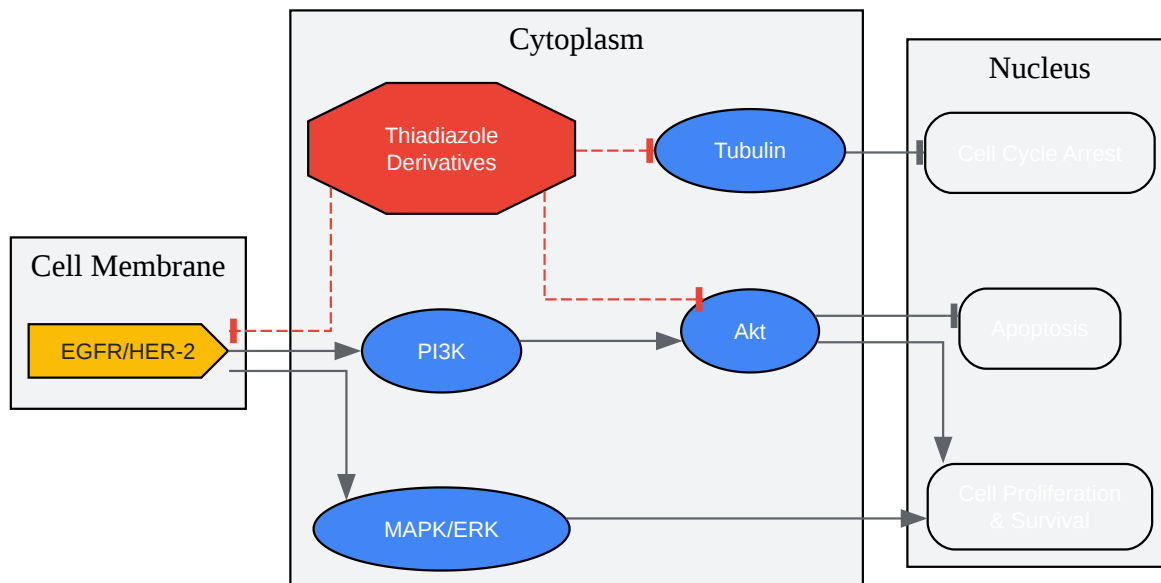 Cytoplasm
Nucleus
Thiadiazole
Derivatives
Tubulin
Cell Cycle Arrest
Cell Membrane
EGFR/HER-2
PI3K
Akt
Apoptosis
MAPK/ERK
Cell Proliferation
& Survival